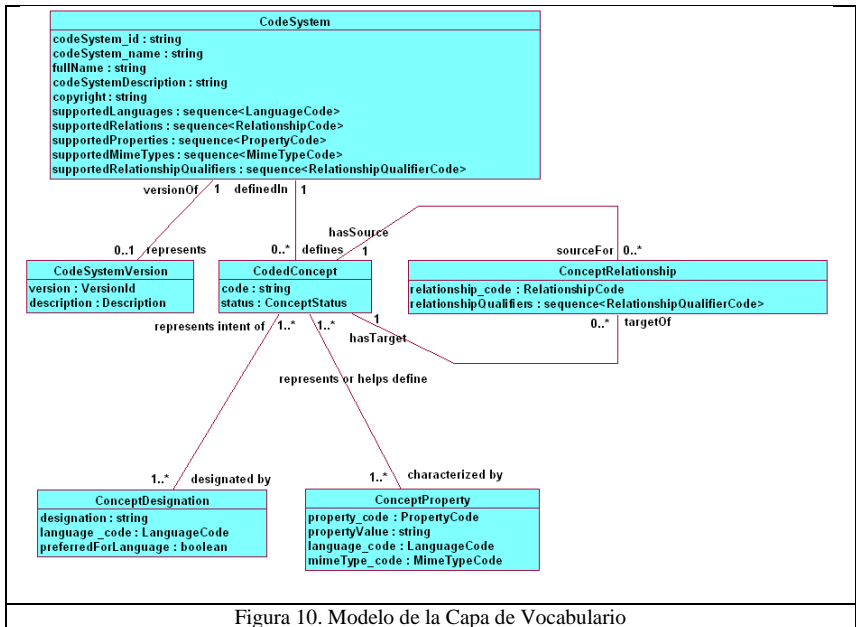 CodeSystem
codeSystem_id : string
codeSystem_name : string
fullName : string
codeSystemDescription : string
copyright : string
supportedLanguages : sequence<LanguageCode>
supportedRelations : sequence<RelationshipCode>
supportedProperties : sequence<PropertyCode>
supportedMimeTypes : sequence<MimeTypeCode>
supportedRelationshipQualifiers : sequence<RelationshipQualifierCode>
versionOf 1 definedIn 1
hasSource
0..1 represents 0..* defines 1 sourceFor 0..*
CodeSystemVersion
version : VersionId
description : Description
CodedConcept
code : string
status : ConceptStatus
ConceptRelationship
relationship_code : RelationshipCode
relationshipQualifiers : sequence<RelationshipQualifierCode>
represents intent of 1..* 1..* 1 0..* targetOf
hasTarget
represents or helps define
1..* designated by 1..* characterized by
ConceptDesignation
designation : string
language _code : LanguageCode
preferredForLanguage : boolean
ConceptProperty
property_code : PropertyCode
propertyValue : string
language_code : LanguageCode
mimeType_code : MimeTypeCode
Figura 10. Modelo de la Capa de Vocabulario